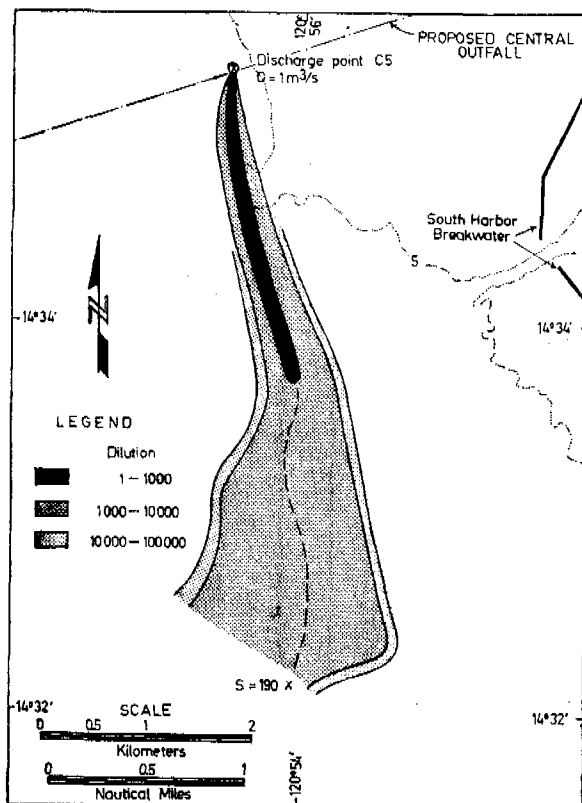 120°
56'
PROPOSED CENTRAL
OUTFALL
Discharge point C5
Q = 1m³/s
South Harbor
Breakwater
5
N
14°34'
14°34'
LEGEND
Dilution
1 - 1000
1000 - 10000
10000 - 100000
S = 190 x
14°32'
14°32'
SCALE
0 0.5 1 2
Kilometers
0 0.5 1
Nautical Miles
120°54'